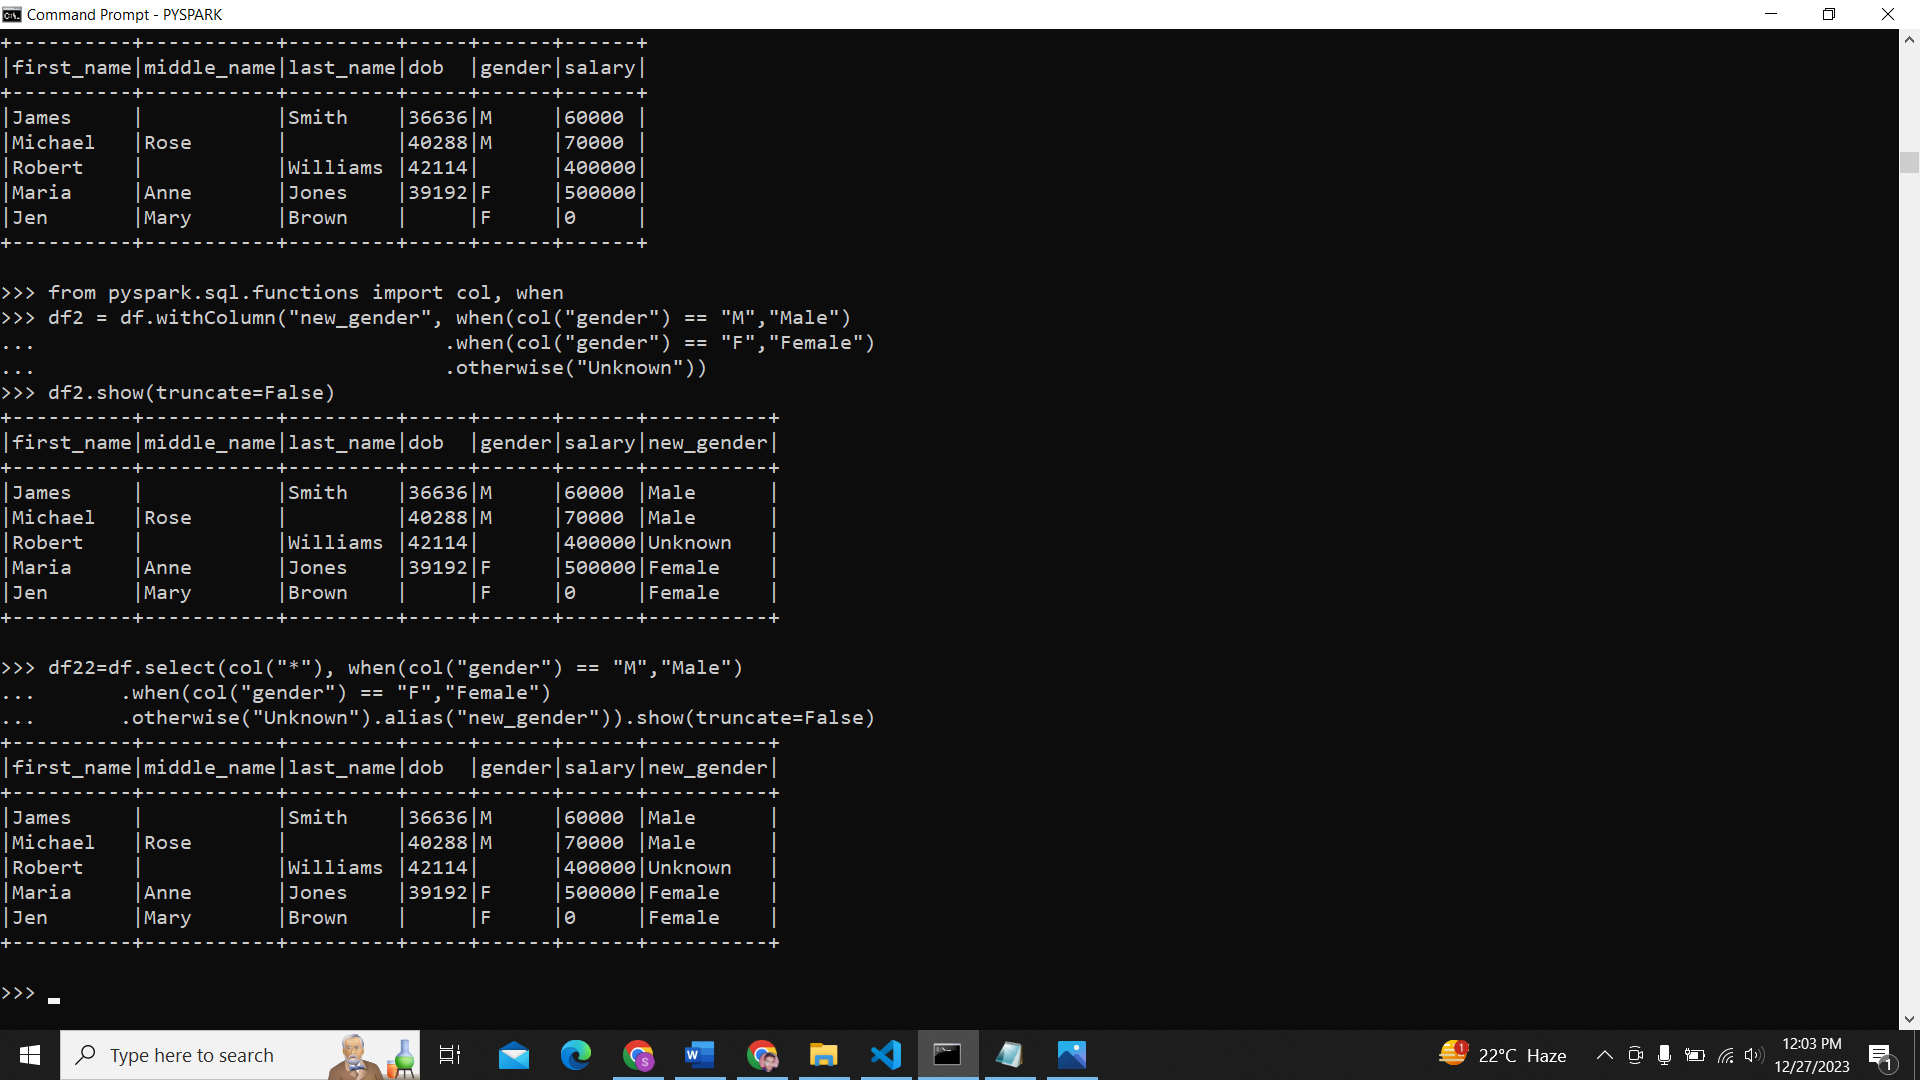 Command Prompt - PYSPARK
+----------+-----------+---------+-----+------+------+
|first_name|middle_name|last_name|dob  |gender|salary|
+----------+-----------+---------+-----+------+------+
|James     |           |Smith    |36636|M     |60000 |
|Michael   |Rose       |         |40288|M     |70000 |
|Robert    |           |Williams |42114|      |400000|
|Maria     |Anne       |Jones    |39192|F     |500000|
|Jen       |Mary       |Brown    |     |F     |0     |
+----------+-----------+---------+-----+------+------+
>>> from pyspark.sql.functions import col, when
>>> df2 = df.withColumn("new_gender", when(col("gender") == "M","Male")
...                                  .when(col("gender") == "F","Female")
...                                  .otherwise("Unknown"))
>>> df2.show(truncate=False)
+----------+-----------+---------+-----+------+------+----------+
|first_name|middle_name|last_name|dob  |gender|salary|new_gender|
+----------+-----------+---------+-----+------+------+----------+
|James     |           |Smith    |36636|M     |60000 |Male      |
|Michael   |Rose       |         |40288|M     |70000 |Male      |
|Robert    |           |Williams |42114|      |400000|Unknown   |
|Maria     |Anne       |Jones    |39192|F     |500000|Female    |
|Jen       |Mary       |Brown    |     |F     |0     |Female    |
+----------+-----------+---------+-----+------+------+----------+
>>> df22=df.select(col("*"), when(col("gender") == "M","Male")
...       .when(col("gender") == "F","Female")
...       .otherwise("Unknown").alias("new_gender")).show(truncate=False)
+----------+-----------+---------+-----+------+------+----------+
|first_name|middle_name|last_name|dob  |gender|salary|new_gender|
+----------+-----------+---------+-----+------+------+----------+
|James     |           |Smith    |36636|M     |60000 |Male      |
|Michael   |Rose       |         |40288|M     |70000 |Male      |
|Robert    |           |Williams |42114|      |400000|Unknown   |
|Maria     |Anne       |Jones    |39192|F     |500000|Female    |
|Jen       |Mary       |Brown    |     |F     |0     |Female    |
+----------+-----------+---------+-----+------+------+----------+
>>> _
Type here to search
1
22°C Haze
12:03 PM
12/27/2023
1